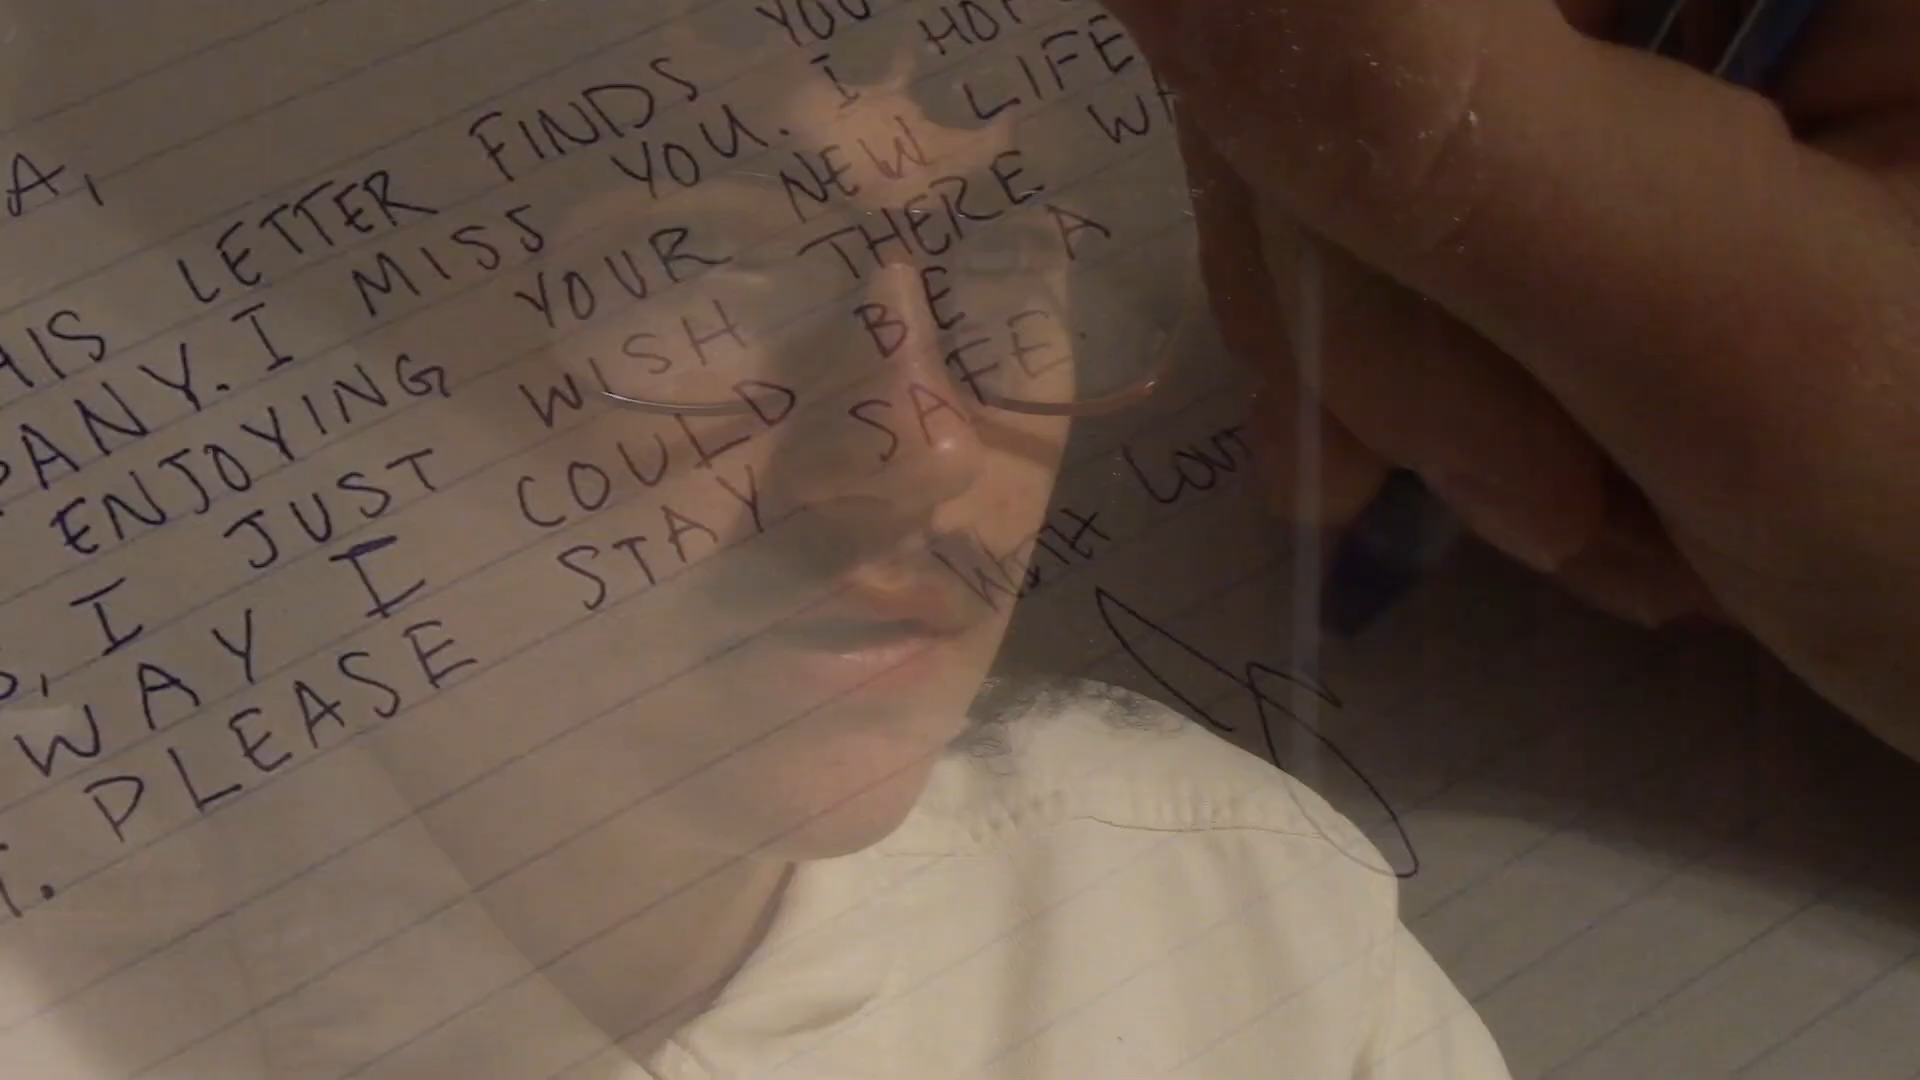 A,
HIS LETTER FINDS YOU
PANY. I MISS YOU. I HOP
ENJOYING YOUR NEW LIFE
I JUST WISH THERE W
WAY I COULD BE A
PLEASE STAY SAFE.
WITH LOVE